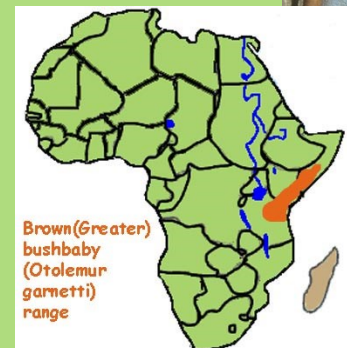 Brown(Greater)
bushbaby
(Otolemur
garnetti)
range